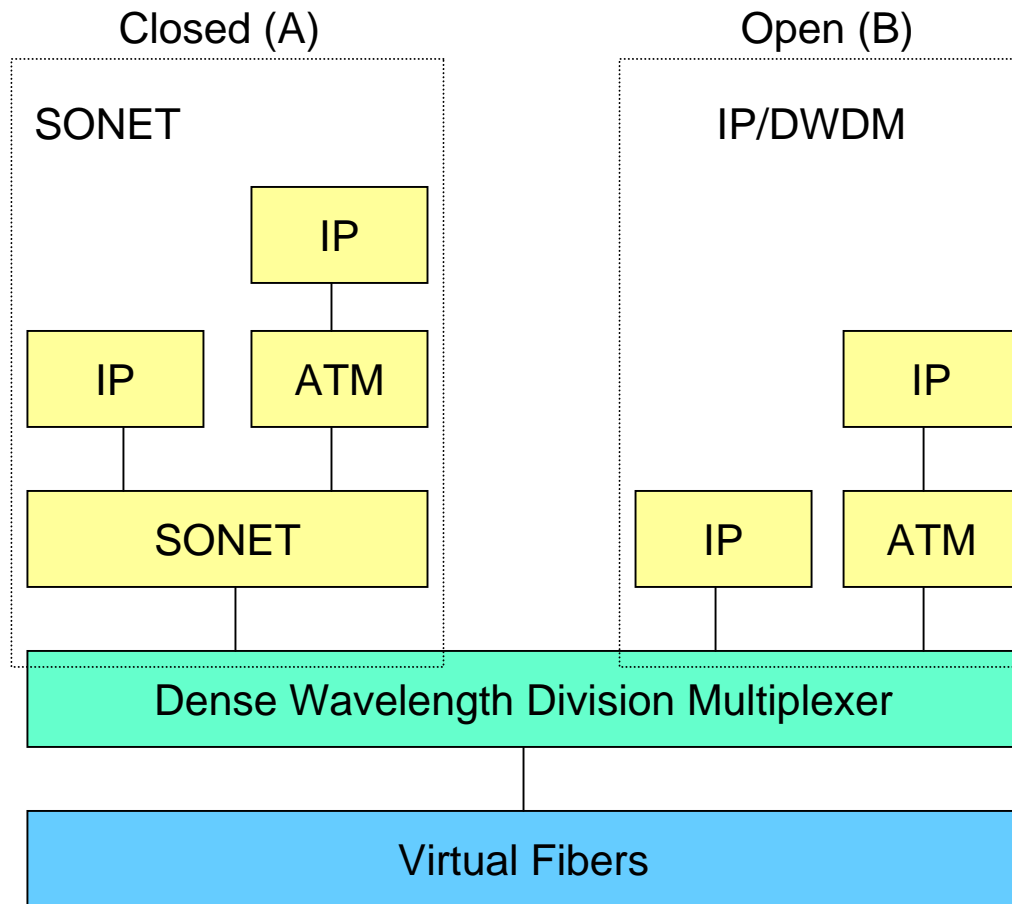 Closed (A)
Open (B)
SONET
IP/DWDM
IP
IP
ATM
IP
SONET
IP
ATM
Dense Wavelength Division Multiplexer
Virtual Fibers